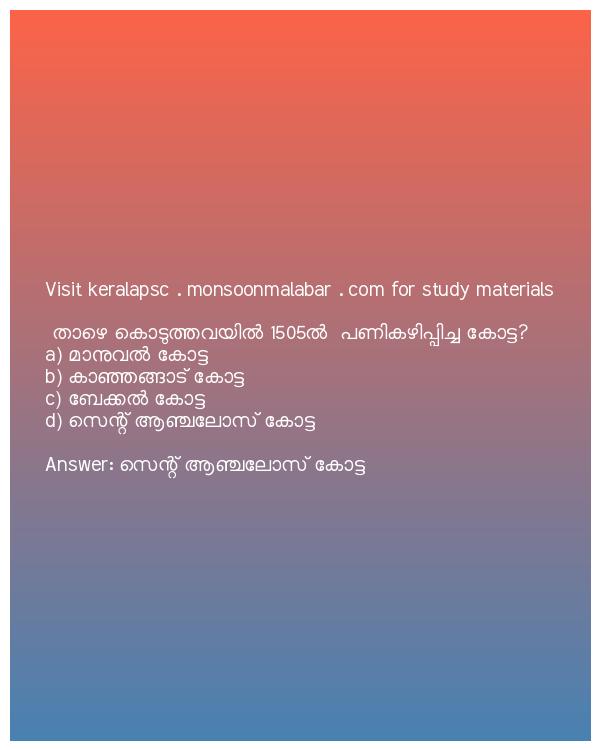 Visit keralapsc . monsoonmalabar . com for study materials
താഴെ കൊടുത്തവയിൽ 1505ൽ പണികഴിപ്പിച്ച കോട്ട?
a) മാനുവൽ കോട്ട
b) കാഞ്ഞങ്ങാട് കോട്ട
c) ബേക്കൽ കോട്ട
d) സെന്റ് ആഞ്ചലോസ് കോട്ട
Answer: സെന്റ് ആഞ്ചലോസ് കോട്ട